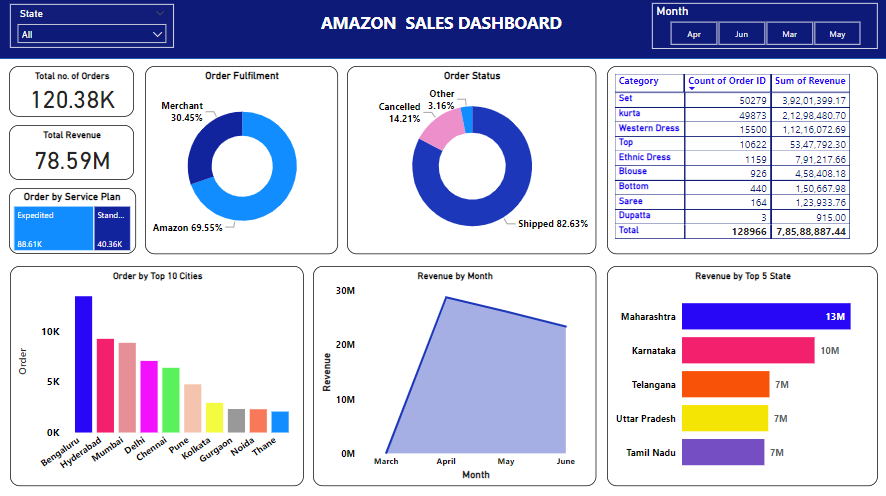 State
All
AMAZON SALES DASHBOARD
Month
Apr Jun Mar May
Total no. of Orders
120.38K
Total Revenue
78.59M
Order by Service Plan
Expedited Stand...
88.61K 40.36K
Order Fulfilment
Merchant
30.45%
Amazon 69.55%
Order Status
Other
3.16%
Cancelled
14.21%
Shipped 82.63%
Category Count of Order ID Sum of Revenue
Set 50279 3,92,01,399.17
kurta 49873 2,12,98,480.70
Western Dress 15500 1,12,16,072.69
Top 10622 53,47,792.30
Ethnic Dress 1159 7,91,217.66
Blouse 926 4,58,408.18
Bottom 440 1,50,667.98
Saree 164 1,23,933.76
Dupatta 3 915.00
Total 128966 7,85,88,887.44
Order by Top 10 Cities
Order
10K
5K
0K
Bengaluru
Hyderabad
Mumbai
Delhi
Chennai
Pune
Kolkata
Gurgaon
Noida
Thane
Revenue by Month
Revenue
30M
20M
10M
0M
March April May June
Month
Revenue by Top 5 State
Maharashtra 13M
Karnataka 10M
Telangana 7M
Uttar Pradesh 7M
Tamil Nadu 7M